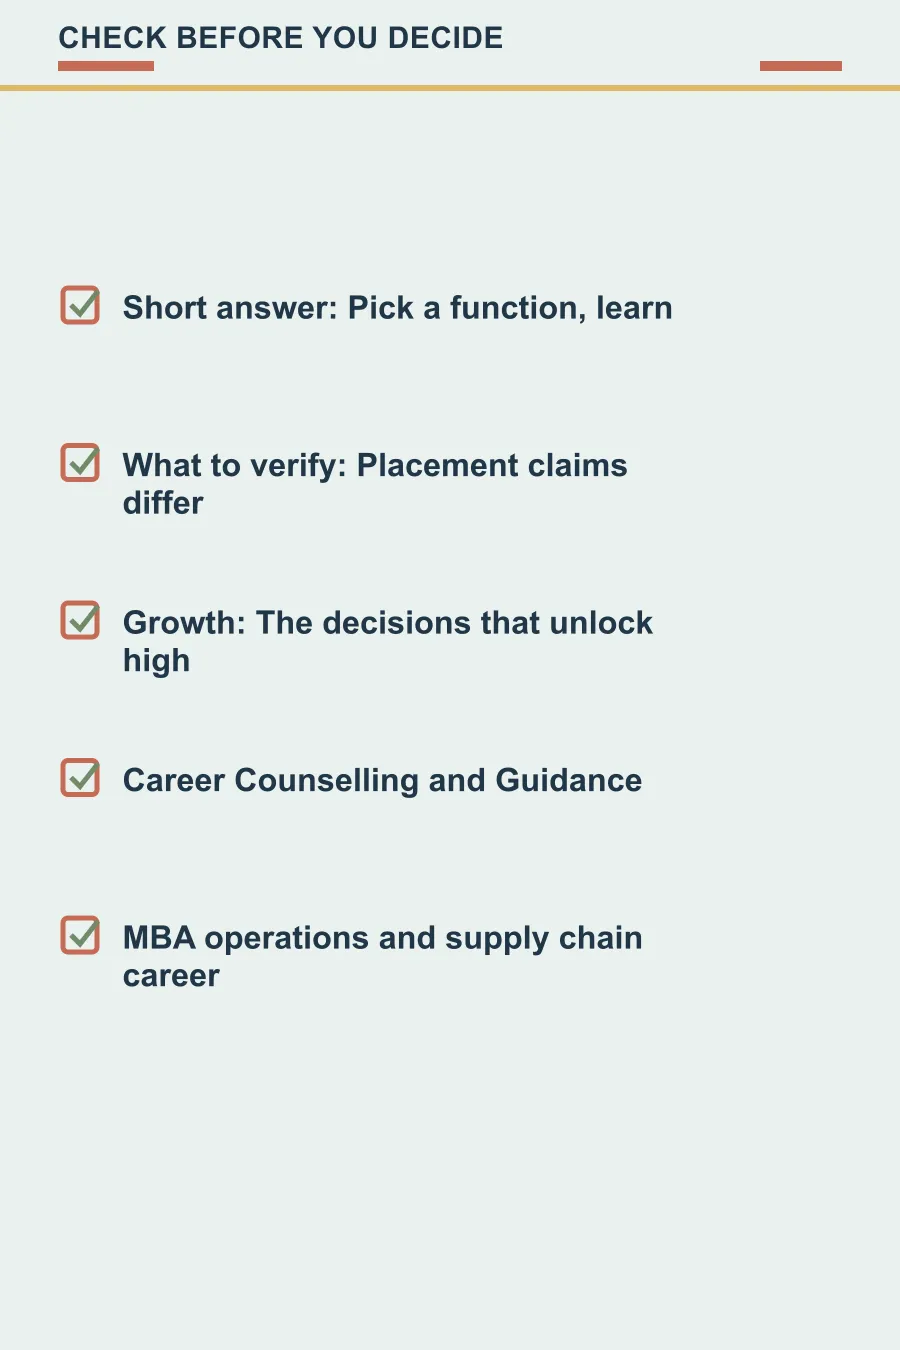 CHECK BEFORE YOU DECIDE
Short answer: Pick a function, learn
What to verify: Placement claims
differ
Growth: The decisions that unlock
high
Career Counselling and Guidance
MBA operations and supply chain
career